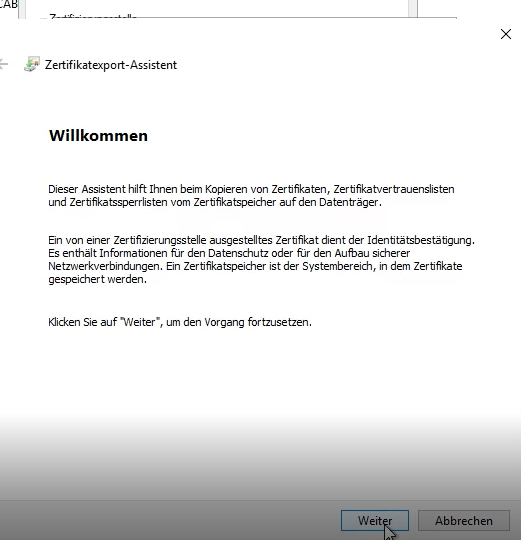 CAB
Zertifizierungsstelle
Zertifikatexport-Assistent
Willkommen
Dieser Assistent hilft Ihnen beim Kopieren von Zertifikaten, Zertifikatvertrauenslisten
und Zertifikatssperrlisten vom Zertifikatspeicher auf den Datenträger.
Ein von einer Zertifizierungsstelle ausgestelltes Zertifikat dient der Identitätsbestätigung.
Es enthält Informationen für den Datenschutz oder für den Aufbau sicherer
Netzwerkverbindungen. Ein Zertifikatspeicher ist der Systembereich, in dem Zertifikate
gespeichert werden.
Klicken Sie auf "Weiter", um den Vorgang fortzusetzen.
Weiter
Abbrechen